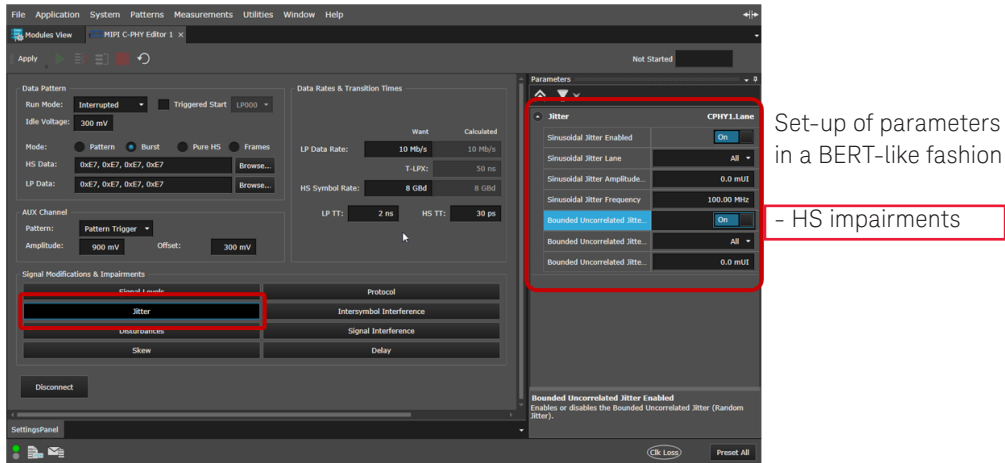 File Application System Patterns Measurements Utilities Window Help
Modules View MIPI C-PHY Editor 1 ×
Apply
Not Started
Data Pattern
Run Mode: Interrupted Triggered Start LP000
Idle Voltage: 300 mV
Mode: Pattern Burst Pure HS Frames
HS Data: 0xE7, 0xE7, 0xE7, 0xE7 Browse...
LP Data: 0xE7, 0xE7, 0xE7, 0xE7 Browse...
AUX Channel
Pattern: Pattern Trigger
Amplitude: 900 mV Offset: 300 mV
Data Rates & Transition Times
Want Calculated
LP Data Rate: 10 Mb/s 10 Mb/s
T-LPX: 50 ns
HS Symbol Rate: 8 GBd 8 GBd
LP TT: 2 ns HS TT: 30 ps
Signal Modifications & Impairments
Signal Levels Protocol
Jitter Intersymbol Interference
Disturbances Signal Interference
Skew Delay
Disconnect
SettingsPanel
Parameters
Jitter CPHY1.Lane
Sinusoidal Jitter Enabled On
Sinusoidal Jitter Lane All
Sinusoidal Jitter Amplitude... 0.0 mUI
Sinusoidal Jitter Frequency 100.00 MHz
Bounded Uncorrelated Jitte... On
Bounded Uncorrelated Jitte... All
Bounded Uncorrelated Jitte... 0.0 mUI
Bounded Uncorrelated Jitter Enabled
Enables or disables the Bounded Uncorrelated Jitter (Random
Jitter).
Clk Loss Preset All
Set-up of parameters
in a BERT-like fashion
- HS impairments